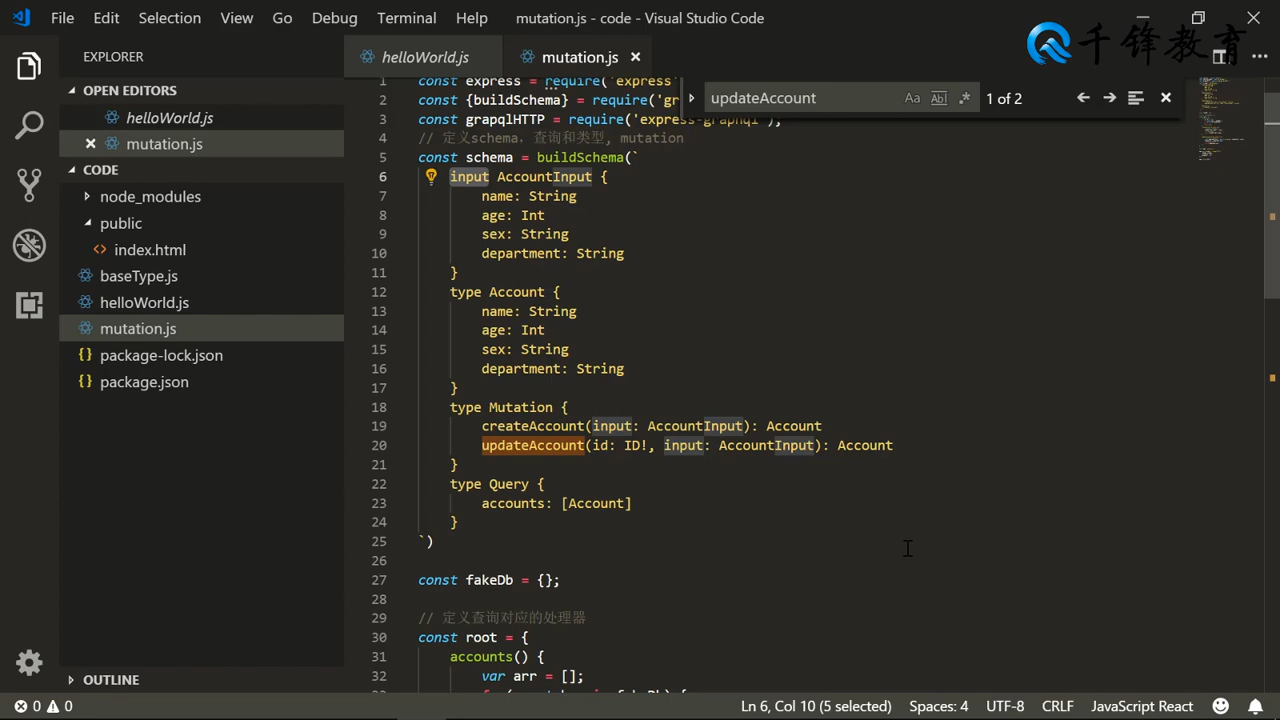 File Edit Selection View Go Debug Terminal Help mutation.js - code - Visual Studio Code
千锋教育
EXPLORER
OPEN EDITORS
helloWorld.js
mutation.js
CODE
node_modules
public
index.html
baseType.js
helloWorld.js
mutation.js
package-lock.json
package.json
OUTLINE
helloWorld.js mutation.js
updateAccount Aa Abl .* 1 of 2
1 const express = require('express'
2 const {buildSchema} = require('gr
3 const grapqlHTTP = require('express-graphql');
4 // 定义schema. 查询和类型, mutation
5 const schema = buildSchema(`
6 input AccountInput {
7 name: String
8 age: Int
9 sex: String
10 department: String
11 }
12 type Account {
13 name: String
14 age: Int
15 sex: String
16 department: String
17 }
18 type Mutation {
19 createAccount(input: AccountInput): Account
20 updateAccount(id: ID!, input: AccountInput): Account
21 }
22 type Query {
23 accounts: [Account]
24 }
25 `)
26
27 const fakeDb = {};
28
29 // 定义查询对应的处理器
30 const root = {
31 accounts() {
32 var arr = [];
0 0 Ln 6, Col 10 (5 selected) Spaces: 4 UTF-8 CRLF JavaScript React